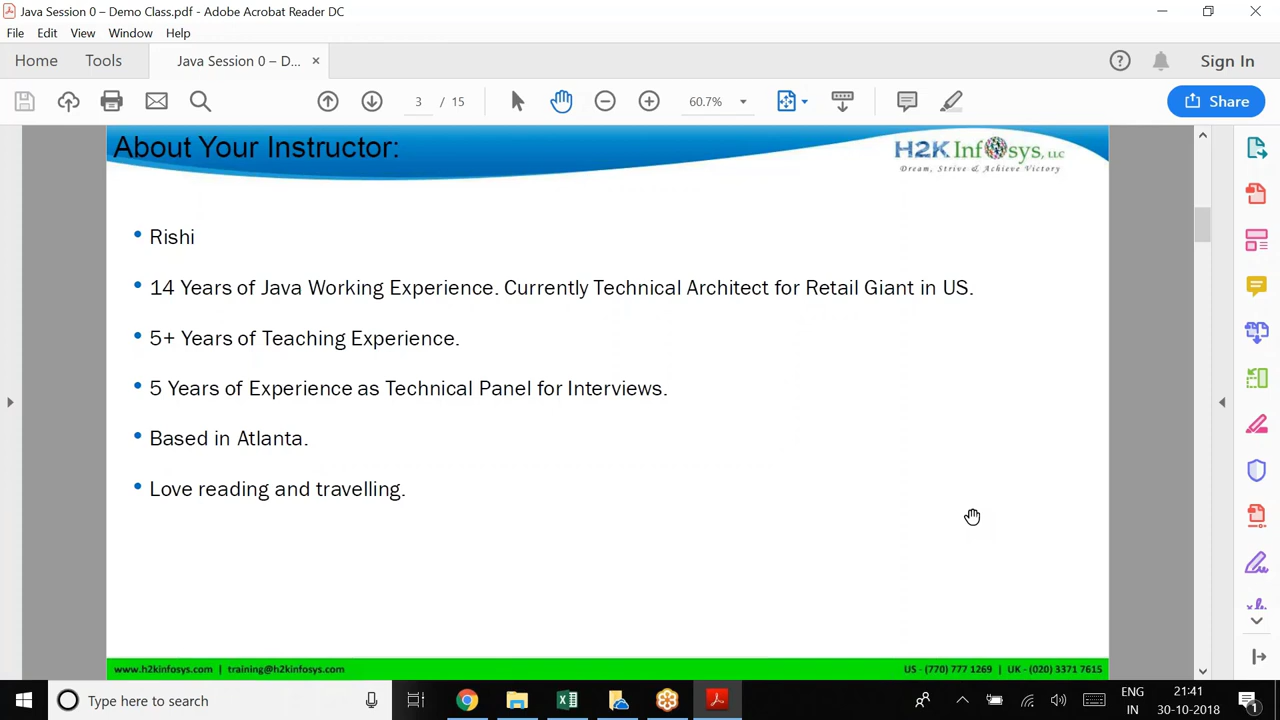 Java Session 0 – Demo Class.pdf - Adobe Acrobat Reader DC
File Edit View Window Help
Home Tools Java Session 0 – D... × Sign In
3 / 15 60.7% Share
About Your Instructor:
H2K Infosys, LLC
Dream, Strive & Achieve Victory
• Rishi
• 14 Years of Java Working Experience. Currently Technical Architect for Retail Giant in US.
• 5+ Years of Teaching Experience.
• 5 Years of Experience as Technical Panel for Interviews.
• Based in Atlanta.
• Love reading and travelling.
www.h2kinfosys.com | training@h2kinfosys.com US - (770) 777 1269 | UK - (020) 3371 7615
Type here to search ENG 21:41
IN 30-10-2018 1